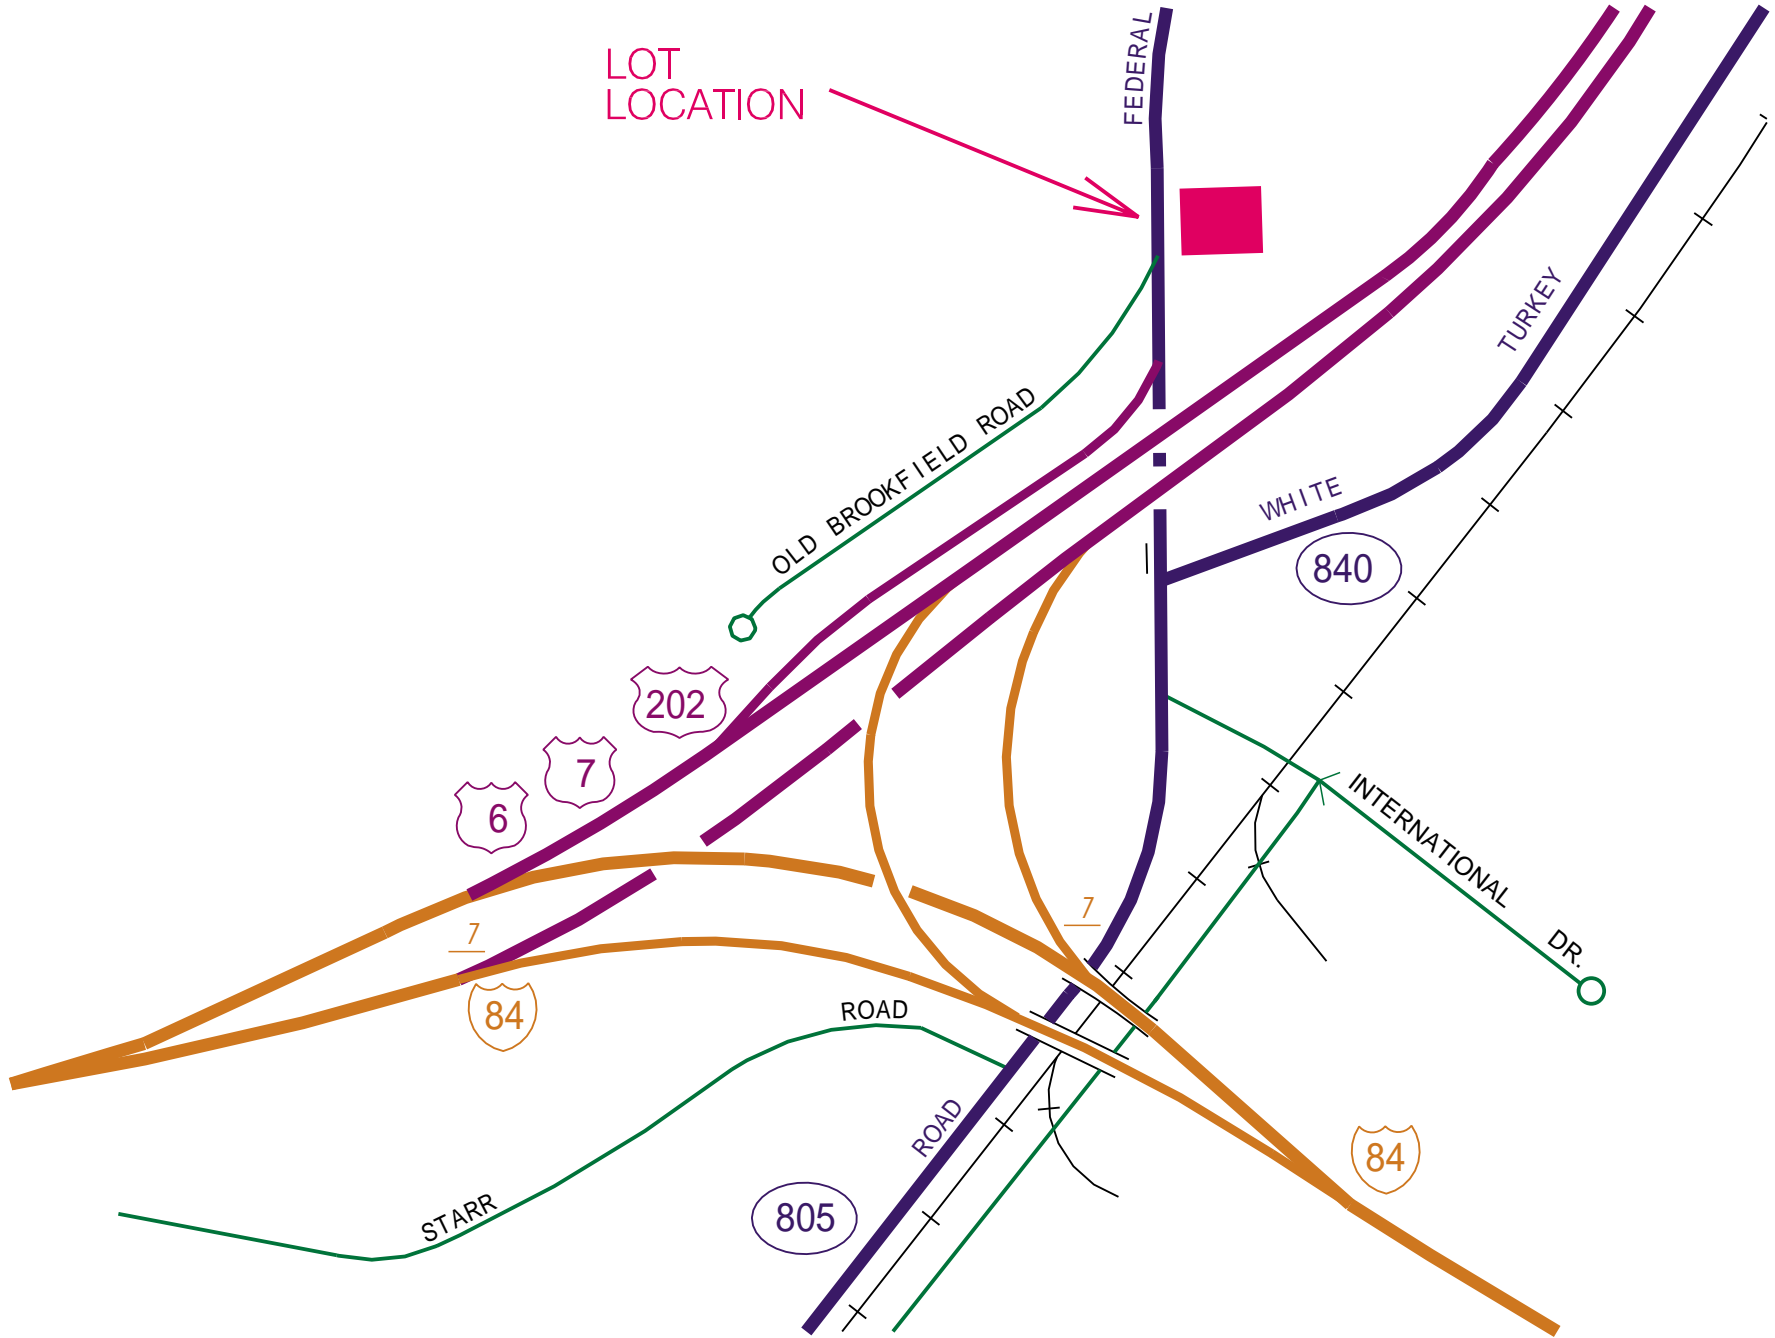 LOT
LOCATION
FEDERAL
TURKEY
OLD BROOKFIELD ROAD
WHITE
840
202
7
6
INTERNATIONAL
DR.
7
7
84
ROAD
ROAD
84
STARR
805